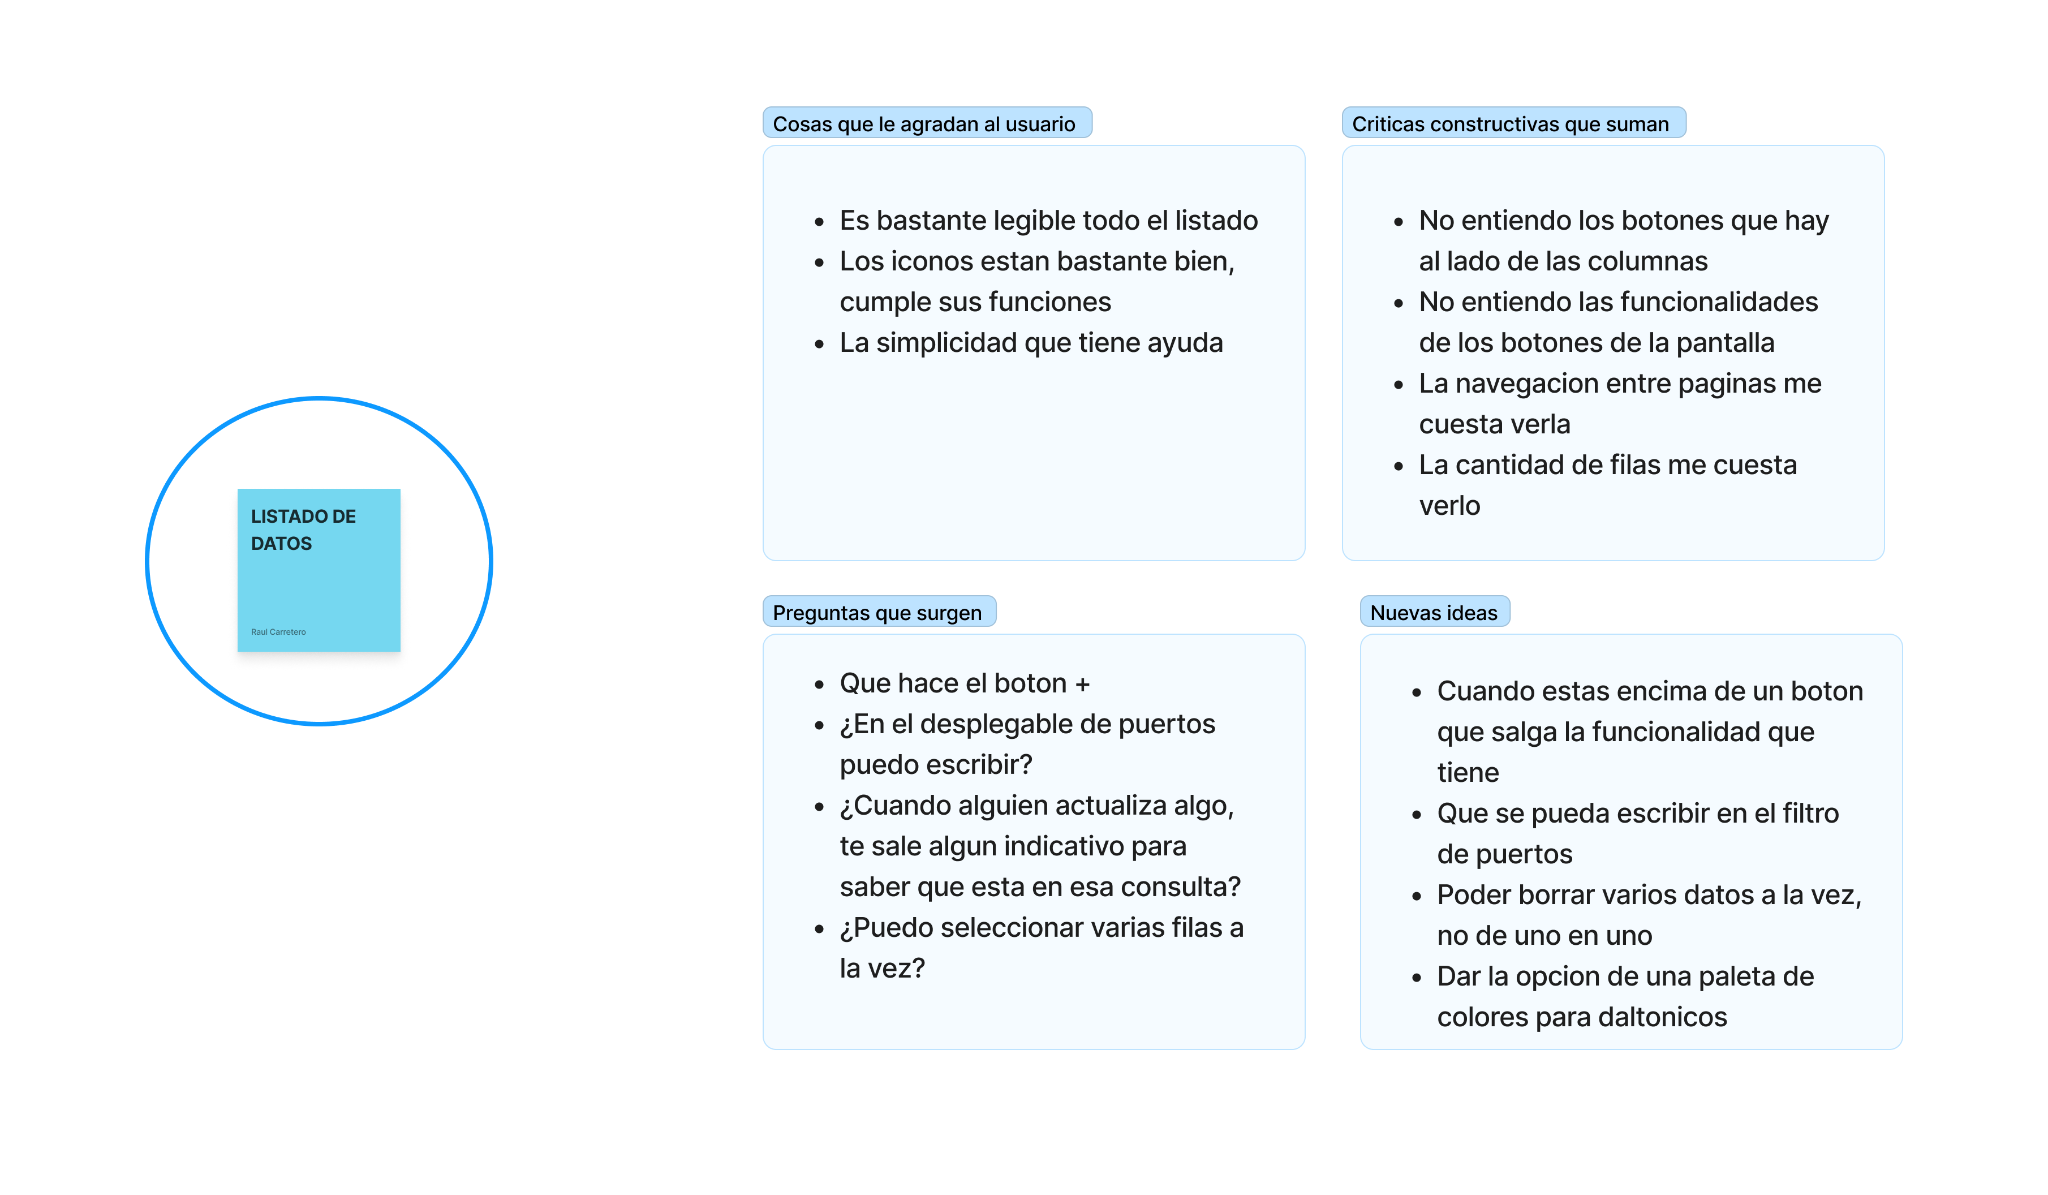 LISTADO DE
DATOS
Raul Carretero
Cosas que le agradan al usuario
• Es bastante legible todo el listado
• Los iconos estan bastante bien,
cumple sus funciones
• La simplicidad que tiene ayuda
Criticas constructivas que suman
• No entiendo los botones que hay
al lado de las columnas
• No entiendo las funcionalidades
de los botones de la pantalla
• La navegacion entre paginas me
cuesta verla
• La cantidad de filas me cuesta
verlo
Preguntas que surgen
• Que hace el boton +
• ¿En el desplegable de puertos
puedo escribir?
• ¿Cuando alguien actualiza algo,
te sale algun indicativo para
saber que esta en esa consulta?
• ¿Puedo seleccionar varias filas a
la vez?
Nuevas ideas
• Cuando estas encima de un boton
que salga la funcionalidad que
tiene
• Que se pueda escribir en el filtro
de puertos
• Poder borrar varios datos a la vez,
no de uno en uno
• Dar la opcion de una paleta de
colores para daltonicos